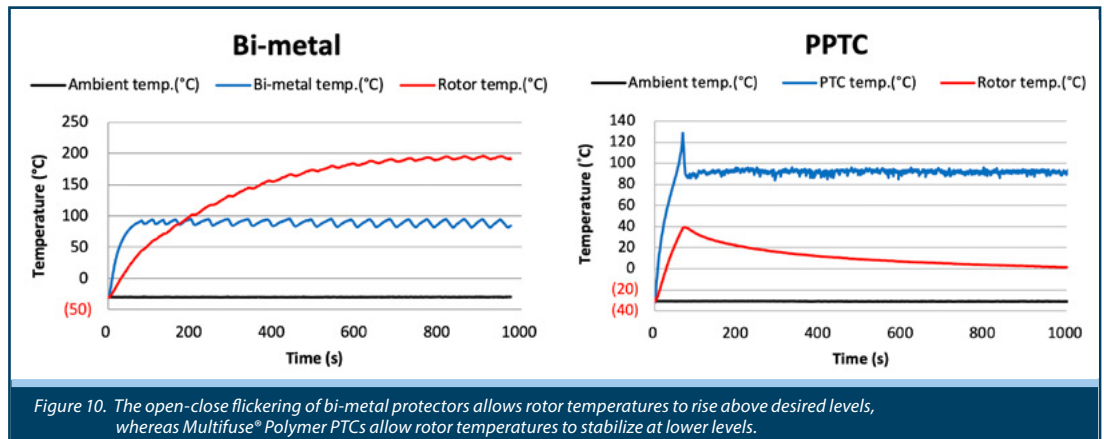 Bi-metal
Ambient temp.(°C) Bi-metal temp.(°C) Rotor temp.(°C)
Temperature (°C)
250
200
150
100
50
0
(50)
0 200 400 600 800 1000
Time (s)
PPTC
Ambient temp.(°C) PTC temp.(°C) Rotor temp.(°C)
Temperature (˚C)
140
120
100
80
60
40
20
0
(20)
(40)
0 200 400 600 800 1000
Time (s)
Figure 10. The open-close flickering of bi-metal protectors allows rotor temperatures to rise above desired levels,
whereas Multifuse® Polymer PTCs allow rotor temperatures to stabilize at lower levels.